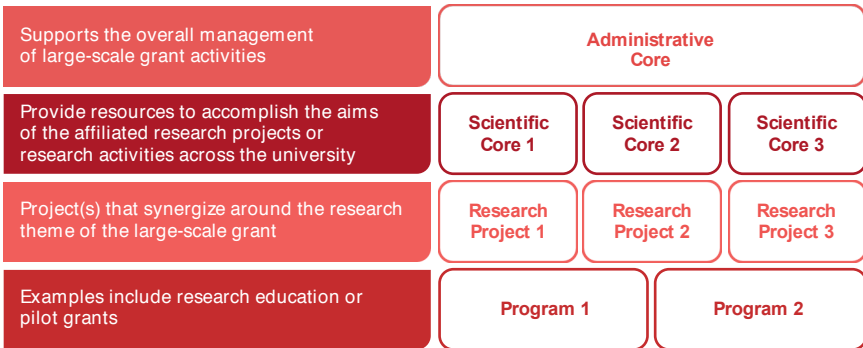 Supports the overall management
of large-scale grant activities
Administrative
Core
Provide resources to accomplish the aims
of the affiliated research projects or
research activities across the university
Scientific
Core 1
Scientific
Core 2
Scientific
Core 3
Project(s) that synergize around the research
theme of the large-scale grant
Research
Project 1
Research
Project 2
Research
Project 3
Examples include research education or
pilot grants
Program 1
Program 2